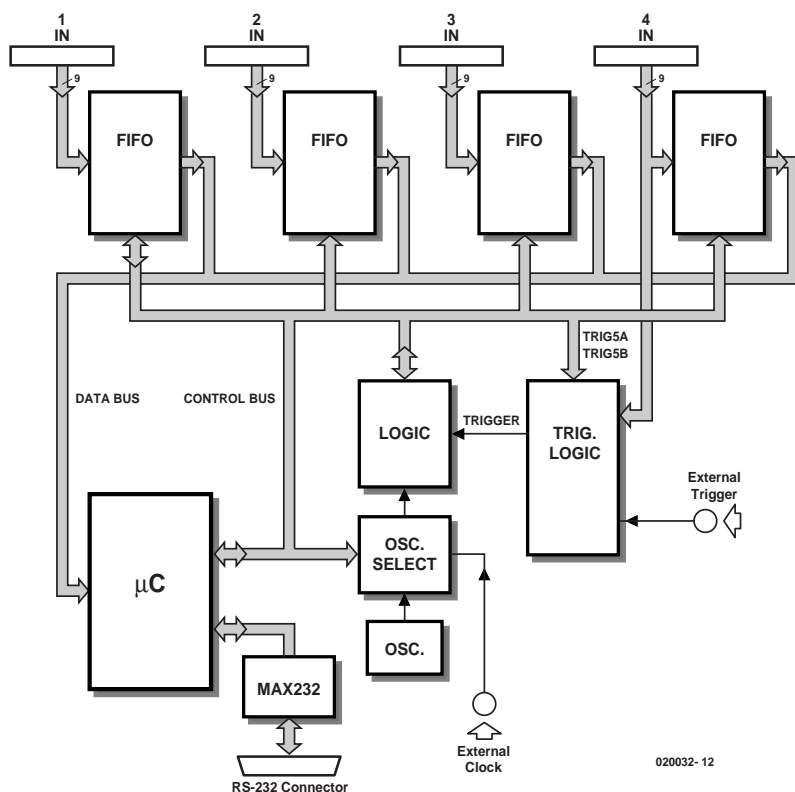 1
IN
2
IN
3
IN
4
IN
9
9
9
9
FIFO
FIFO
FIFO
FIFO
TRIG5A
TRIG5B
DATA BUS
CONTROL BUS
LOGIC
TRIGGER
TRIG.
LOGIC
External
Trigger
µC
OSC.
SELECT
OSC.
MAX232
External
Clock
RS-232 Connector
020032- 12